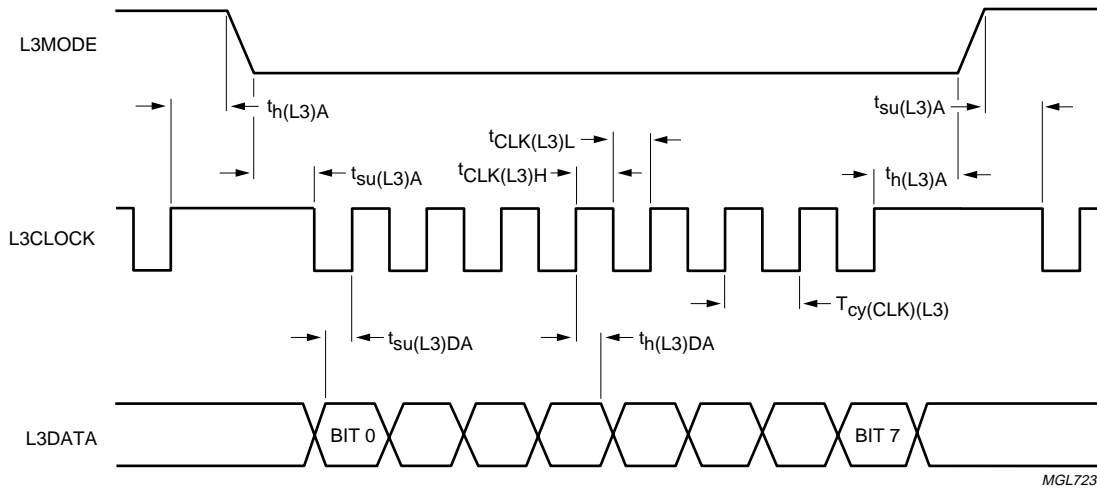 L3MODE
th(L3)A
tsu(L3)A
tCLK(L3)L
tsu(L3)A
tCLK(L3)H
th(L3)A
L3CLOCK
Tcy(CLK)(L3)
tsu(L3)DA
th(L3)DA
L3DATA
BIT 0
BIT 7
MGL723